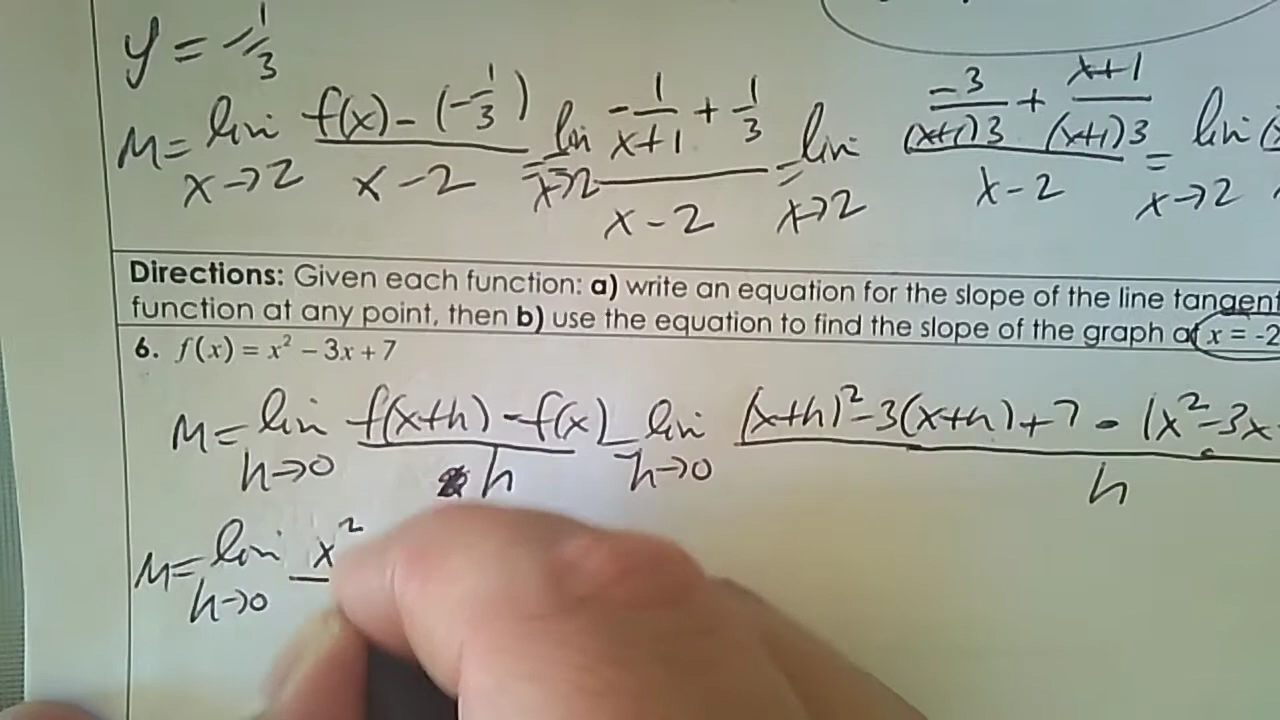 y = -1/3
M = lim x→2 (f(x) - (-1/3))/(x-2) = lim x→2 (-1/(x+1) + 1/3)/(x-2) = lim x→2 (-3/((x+1)3) + (x+1)/((x+1)3))/(x-2) = lim x→2
Directions: Given each function: a) write an equation for the slope of the line tangent
function at any point, then b) use the equation to find the slope of the graph at x = -2
6. f(x) = x² - 3x + 7
M = lim h→0 (f(x+h) - f(x))/h = lim h→0 ((x+h)² - 3(x+h) + 7 - (x² - 3x)/h
M = lim h→0 x²